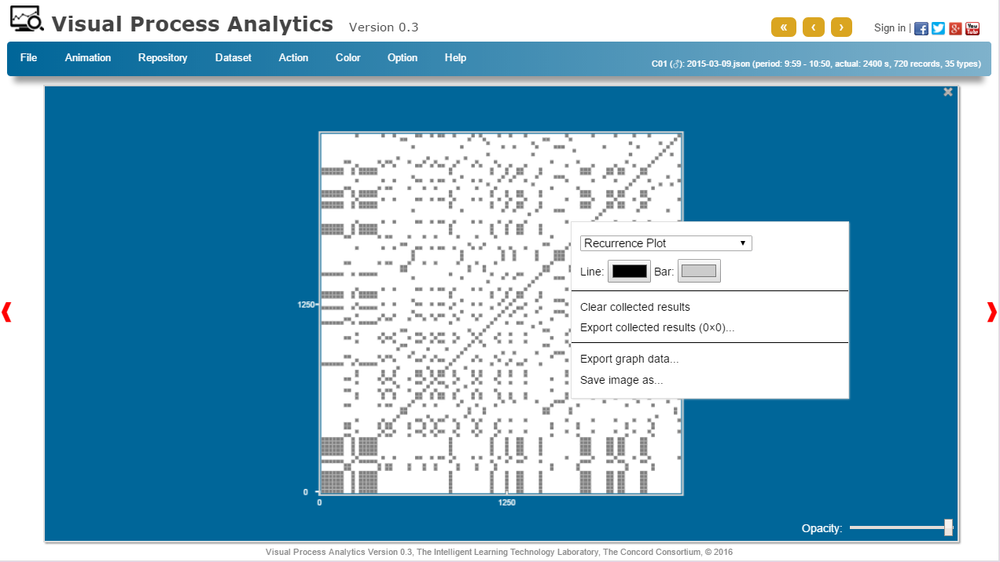 Visual Process Analytics Version 0.3
« ‹ › Sign in |
You Tube
File Animation Repository Dataset Action Color Option Help
C01 (♂): 2015-03-09.json (period: 9:59 - 10:50, actual: 2400 s, 720 records, 35 types)
Recurrence Plot
Line: Bar:
Clear collected results
Export collected results (0×0)...
Export graph data...
Save image as...
1250
0
0 1250
Opacity:
Visual Process Analytics Version 0.3, The Intelligent Learning Technology Laboratory, The Concord Consortium, © 2016